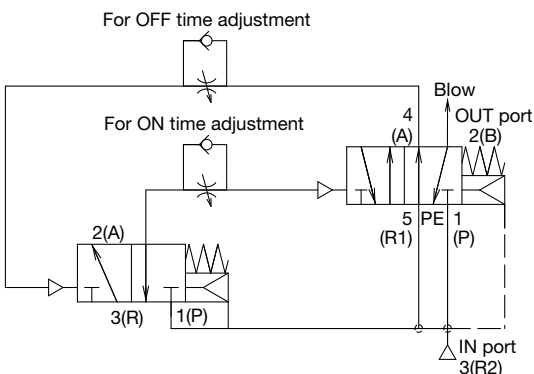 For OFF time adjustment
For ON time adjustment
Blow
4
(A)
OUT port
2(B)
5
(R1)
PE
1
(P)
2(A)
3(R)
1(P)
IN port
3(R2)